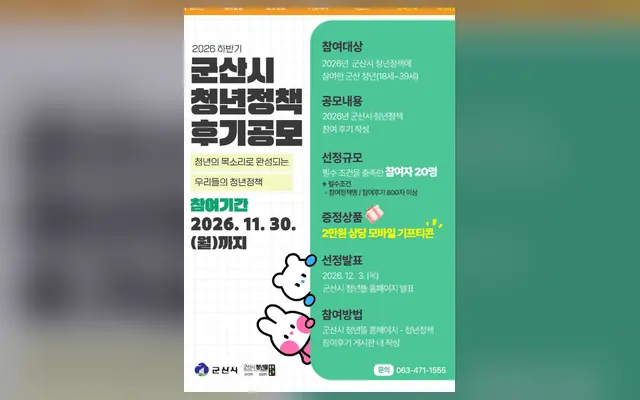 2026 하반기
군산시
청년정책
후기공모
청년의 목소리로 완성되는
우리들의 청년정책
참여기간
2026. 11. 30.
(월)까지
군산시
참여대상
2026년 군산시 청년정책에
참여한 군산 청년(18세~39세)
공모내용
2026년 군산시 청년정책
참여 후기 작성
선정규모
필수 조건을 충족한 참여자 20명
※ 필수조건
- 참여정책명 / 참여후기 800자 이상
증정상품
2만원 상당 모바일 기프티콘
선정발표
2026. 12. 3. (목)
군산시 청년뜰 홈페이지 발표
참여방법
군산시 청년뜰 홈페이지 - 청년정책
참여후기 게시판 내 작성
문의 063-471-1555